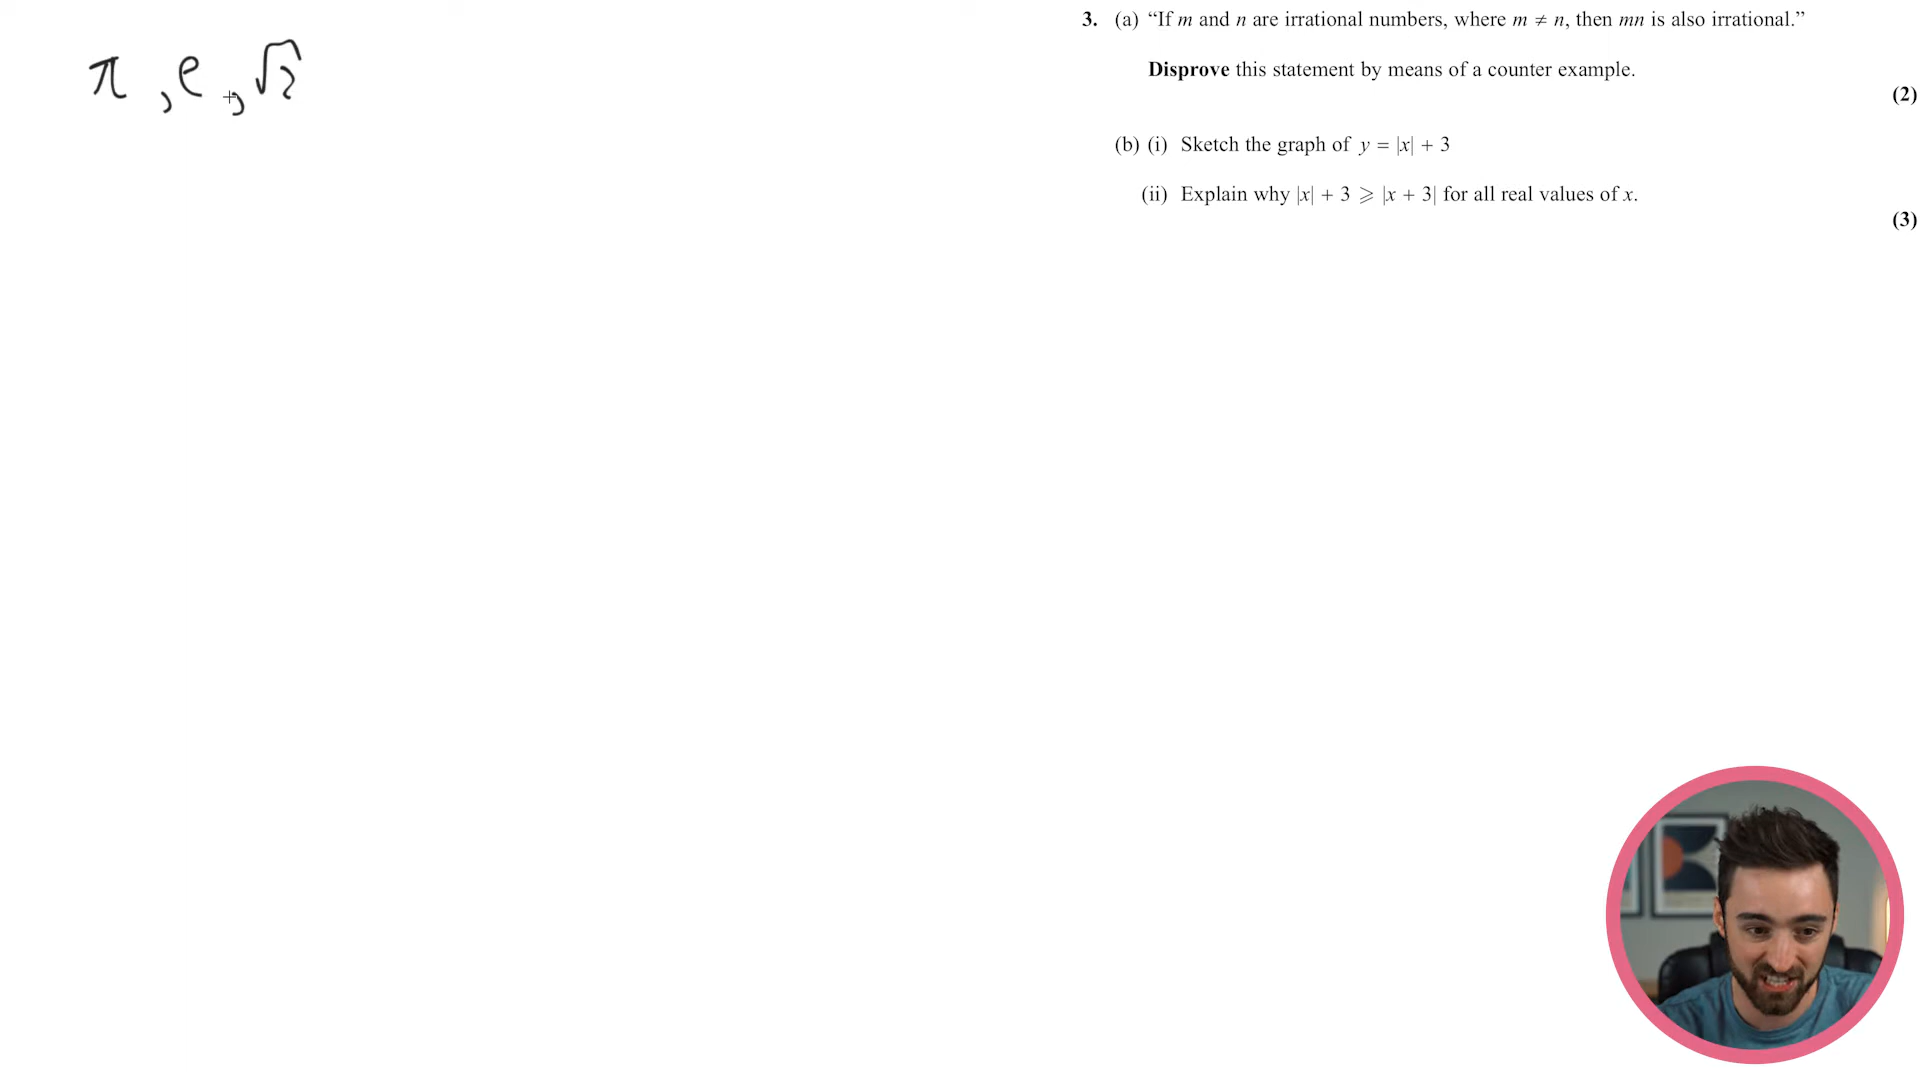 π , e , √2
3. (a) “If m and n are irrational numbers, where m ≠ n, then mn is also irrational.”
Disprove this statement by means of a counter example.
(2)
(b) (i) Sketch the graph of y = |x| + 3
(ii) Explain why |x| + 3 ⩾ |x + 3| for all real values of x.
(3)